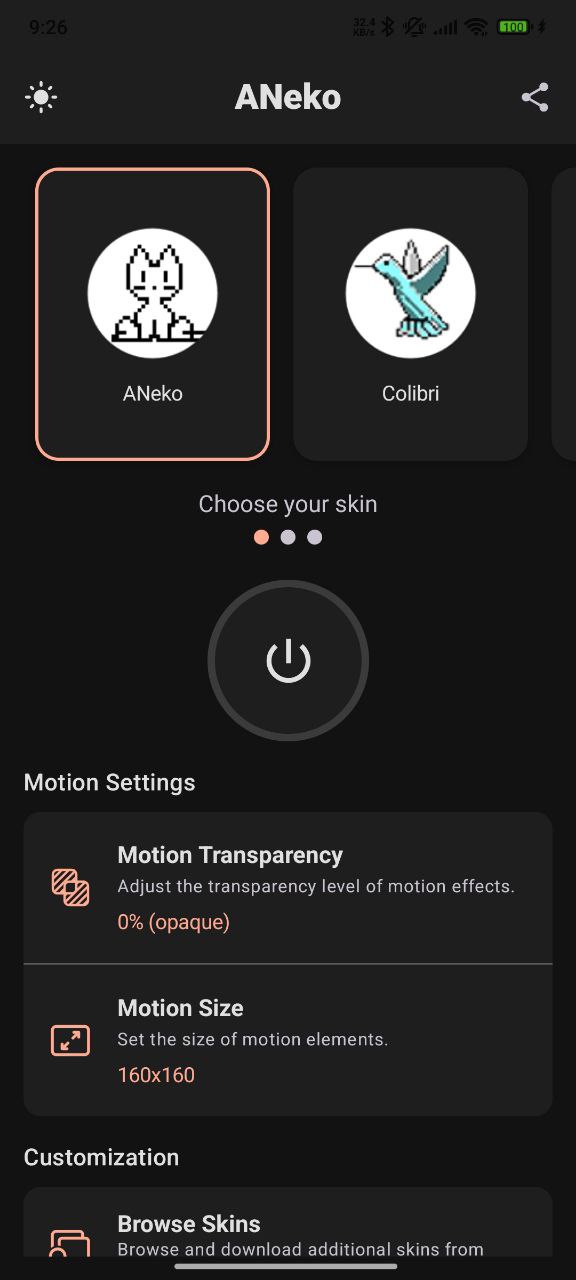 9:26
32.4
KB/s
100
ANeko
ANeko
Colibri
Choose your skin
Motion Settings
Motion Transparency
Adjust the transparency level of motion effects.
0% (opaque)
Motion Size
Set the size of motion elements.
160x160
Customization
Browse Skins
Browse and download additional skins from